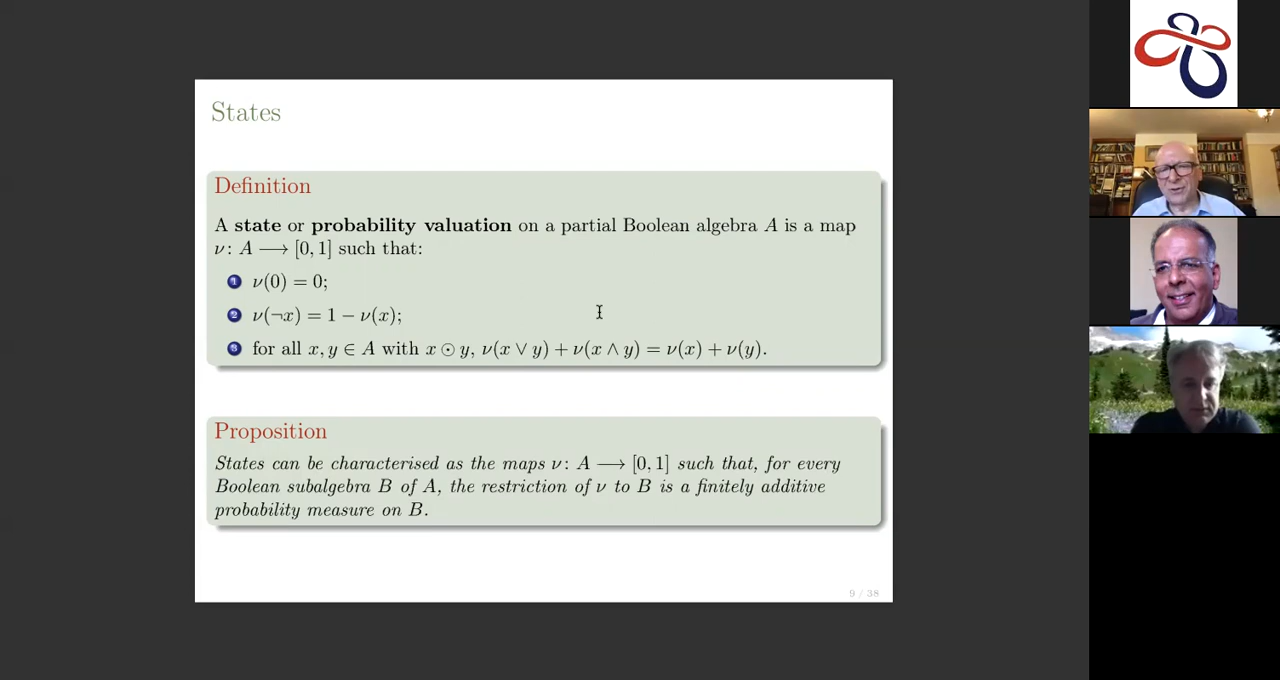 States
Definition
A state or probability valuation on a partial Boolean algebra A is a map
ν: A ⟶ [0, 1] such that:
1 ν(0) = 0;
2 ν(¬x) = 1 − ν(x);
3 for all x, y ∈ A with x ⊙ y, ν(x ∨ y) + ν(x ∧ y) = ν(x) + ν(y).
Proposition
States can be characterised as the maps ν: A ⟶ [0, 1] such that, for every
Boolean subalgebra B of A, the restriction of ν to B is a finitely additive
probability measure on B.
9 / 38